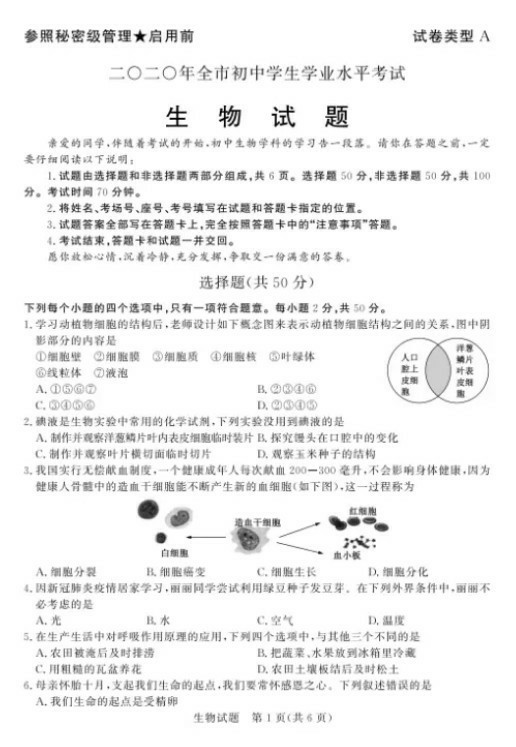 参照秘密级管理★启用前 试卷类型 A
二〇二〇年全市初中学生学业水平考试
生 物 试 题
亲爱的同学,伴随着考试的开始,初中生物学科的学习告一段落。请你在答题之前,一定
要仔细阅读以下说明:
1.试题由选择题和非选择题两部分组成,共 6 页。选择题 50 分,非选择题 50 分,共 100
分。考试时间 70 分钟。
2.将姓名、考场号、座号、考号填写在试题和答题卡指定的位置。
3.试题答案全部写在答题卡上,完全按照答题卡中的“注意事项”答题。
4.考试结束,答题卡和试题一并交回。
愿你放松心情,沉着冷静,充分发挥,争取交一份满意的答卷。
选择题(共 50 分)
下列每个小题的四个选项中,只有一项符合题意。每小题 2 分,共 50 分。
1.学习动植物细胞的结构后,老师设计如下概念图来表示动植物细胞结构之间的关系,图中阴
影部分的内容是
①细胞壁 ②细胞膜 ③细胞质 ④细胞核 ⑤叶绿体
⑥线粒体 ⑦液泡
A.①⑤⑥⑦ B.②③④⑥
C.③④⑤⑥ D.②③④⑤
人口
腔上
皮细
胞
洋葱
鳞片
叶表
皮细
胞
2.碘液是生物实验中常用的化学试剂,下列实验没用到碘液的是
A.制作并观察洋葱鳞片叶内表皮细胞临时装片 B.探究馒头在口腔中的变化
C.制作并观察叶片横切面临时切片 D.观察玉米种子的结构
3.我国实行无偿献血制度,一个健康成年人每次献血 200—300 毫升,不会影响身体健康,因为
健康人骨髓中的造血干细胞能不断产生新的血细胞(如下图),这一过程称为
白细胞
造血干细胞
红细胞
血小板
A.细胞分裂 B.细胞癌变 C.细胞生长 D.细胞分化
4.因新冠肺炎疫情居家学习,丽丽同学尝试利用绿豆种子发豆芽。在下列外界条件中,丽丽不
必考虑的是
A.光 B.水 C.空气 D.温度
5.在生产生活中对呼吸作用原理的应用,下列四个选项中,与其他三个不同的是
A.农田被淹后及时排涝 B.把蔬菜、水果放到冰箱里冷藏
C.用粗糙的瓦盆养花 D.农田土壤板结后及时松土
6.母亲怀胎十月,支起我们生命的起点,我们要常怀感恩之心。下列叙述错误的是
A.我们生命的起点是受精卵
生物试题 第 1 页(共 6 页)